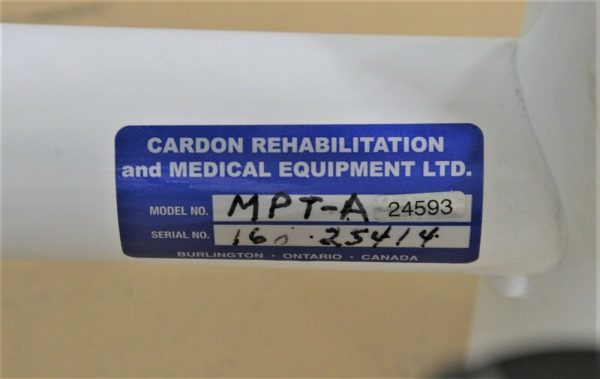 CARDON REHABILITATION
and MEDICAL EQUIPMENT LTD.
MODEL NO. MPT-A 24593
SERIAL NO. 160 · 25414
BURLINGTON · ONTARIO · CANADA